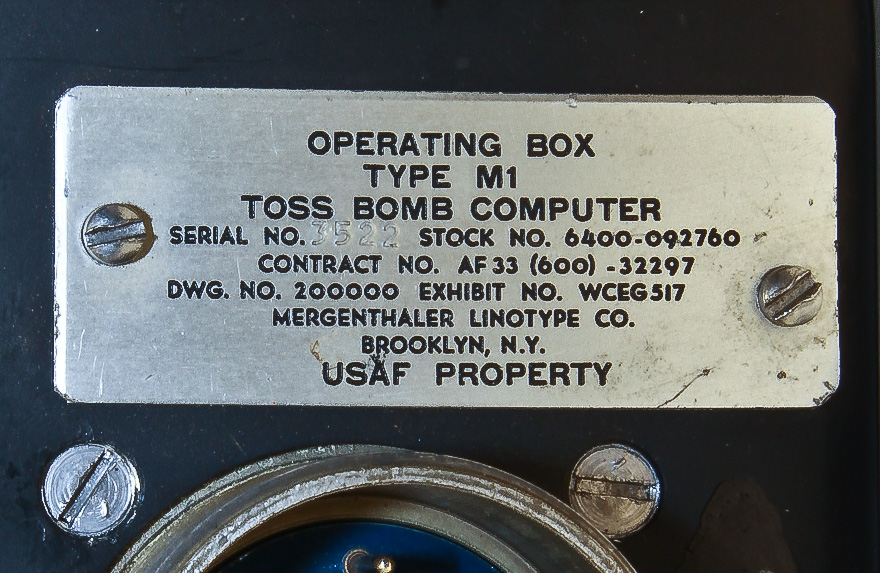 OPERATING BOX
TYPE M1
TOSS BOMB COMPUTER
SERIAL NO. 3522 STOCK NO. 6400-092760
CONTRACT NO. AF 33 (600) -32297
DWG. NO. 200000 EXHIBIT NO. WCEG517
MERGENTHALER LINOTYPE CO.
BROOKLYN, N.Y.
USAF PROPERTY